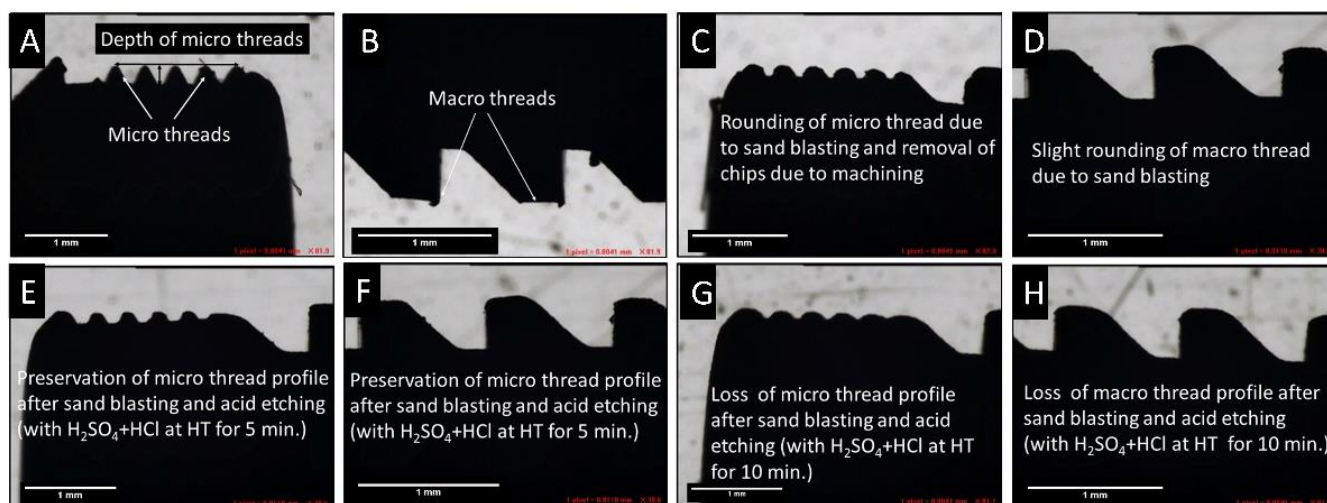 A
Depth of micro threads
Micro threads
1 mm
B
Macro threads
1 mm
C
Rounding of micro thread due
to sand blasting and removal of
chips due to machining
1 mm
D
Slight rounding of macro thread
due to sand blasting
1 mm
E
Preservation of micro thread profile
after sand blasting and acid etching
(with H₂SO₄+HCl at HT for 5 min.)
1 mm
F
Preservation of micro thread profile
after sand blasting and acid etching
(with H₂SO₄+HCl at HT for 5 min.)
1 mm
G
Loss of micro thread profile
after sand blasting and acid
etching (with H₂SO₄+HCl at HT
for 10 min.)
1 mm
H
Loss of macro thread profile after
sand blasting and acid etching
(with H₂SO₄+HCl at HT for 10 min.)
1 mm